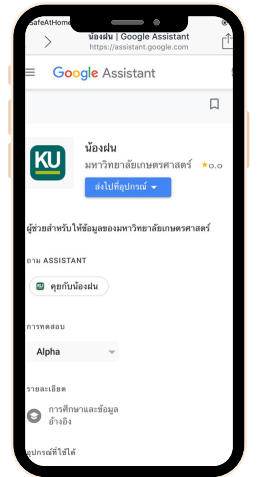 SafeAtHome
น้องฝน | Google Assistant
https://assistant.google.com
Google Assistant
KU
น้องฝน
มหาวิทยาลัยเกษตรศาสตร์ ★0.0
ส่งไปที่อุปกรณ์
ผู้ช่วยสำหรับให้ข้อมูลของมหาวิทยาลัยเกษตรศาสตร์
ถาม ASSISTANT
KU คุยกับน้องฝน
การทดสอบ
Alpha
รายละเอียด
การศึกษาและข้อมูล
อ้างอิง
อุปกรณ์ที่ใช้ได้